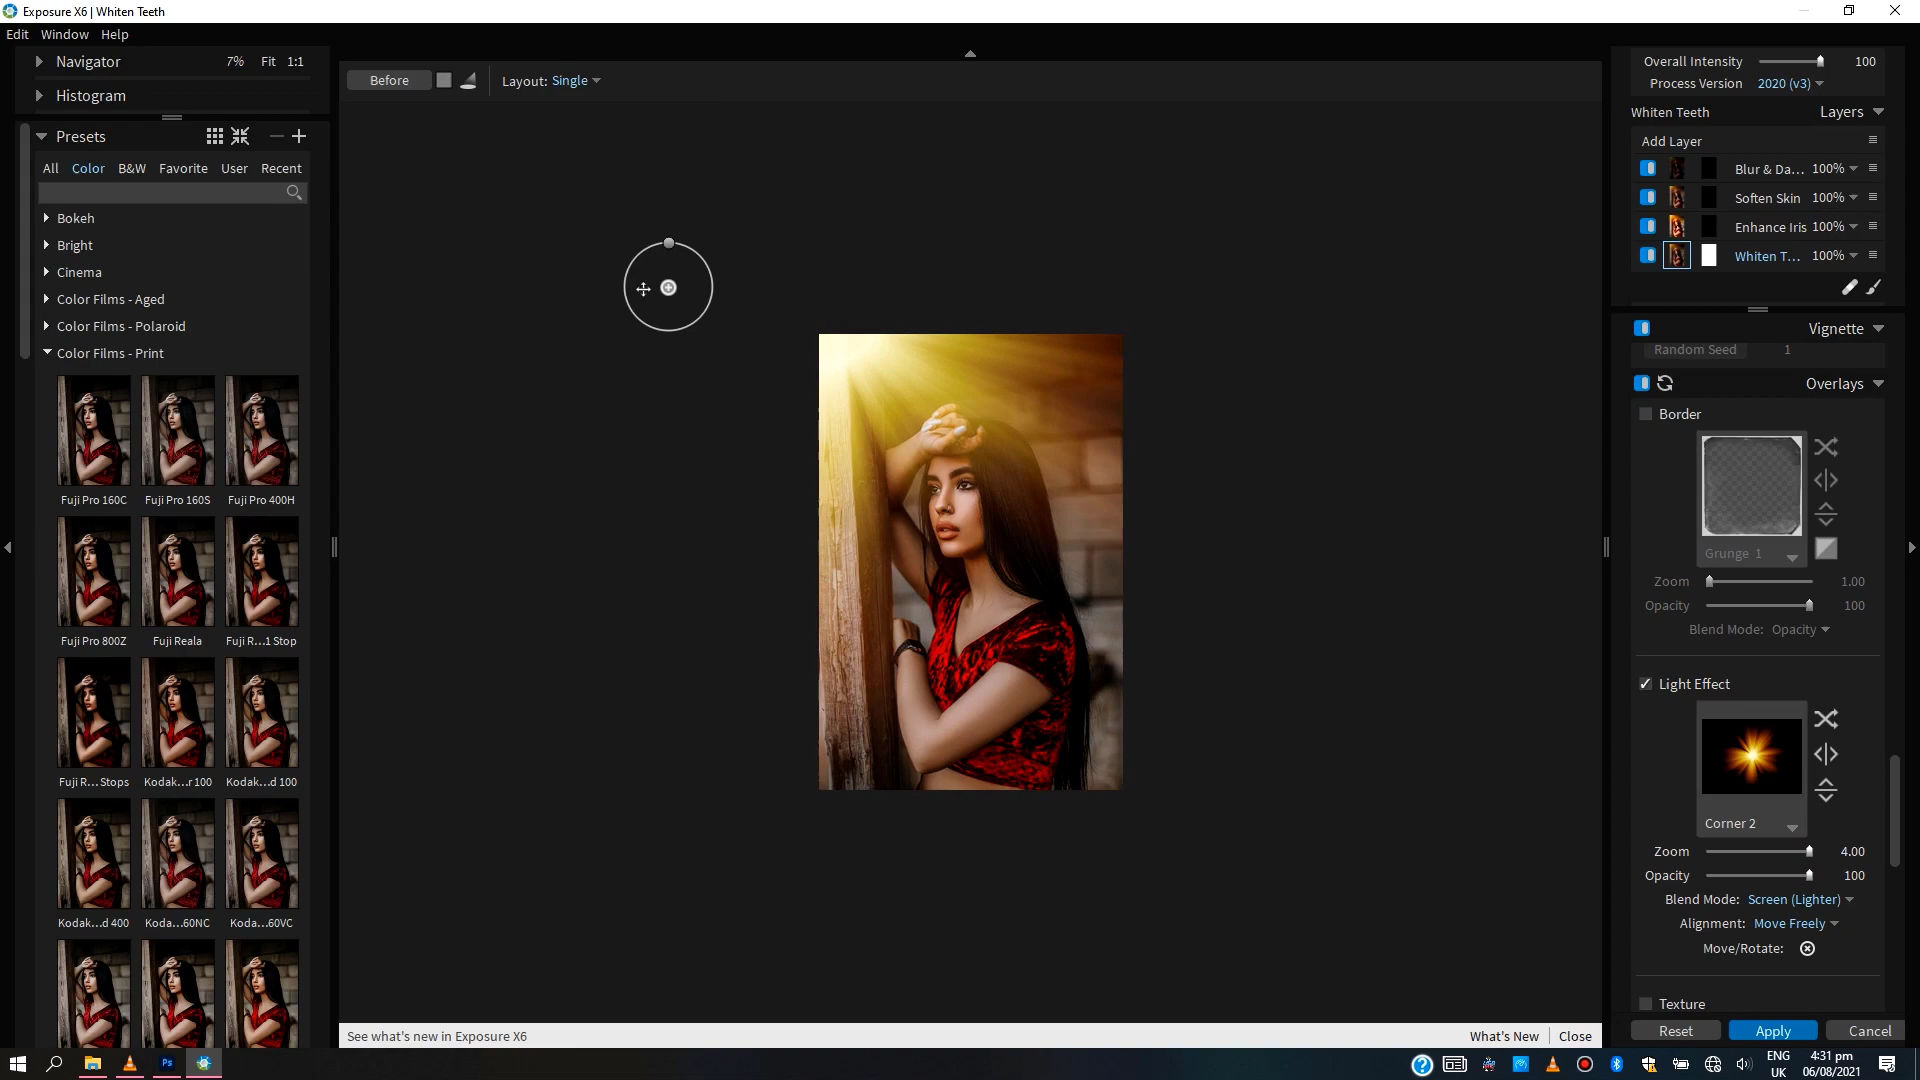 Exposure X6 | Whiten Teeth
Edit Window Help
Navigator 7% Fit 1:1
Histogram
Presets
All Color B&W Favorite User Recent
Bokeh
Bright
Cinema
Color Films - Aged
Color Films - Polaroid
Color Films - Print
Fuji Pro 160C Fuji Pro 160S Fuji Pro 400H
Fuji Pro 800Z Fuji Reala Fuji R...1 Stop
Fuji R... Stops Kodak...r 100 Kodak...d 100
Kodak...d 400 Koda...60NC Koda...60VC
Before Layout: Single
See what's new in Exposure X6 What's New Close
Overall Intensity 100
Process Version 2020 (v3)
Whiten Teeth Layers
Add Layer
Blur & Da... 100%
Soften Skin 100%
Enhance Iris 100%
Whiten T... 100%
Vignette
Random Seed 1
Overlays
Border
Grunge 1
Zoom 1.00
Opacity 100
Blend Mode: Opacity
Light Effect
Corner 2
Zoom 4.00
Opacity 100
Blend Mode: Screen (Lighter)
Alignment: Move Freely
Move/Rotate:
Texture
Reset Apply Cancel
Ps
ENG
UK
4:31 pm
06/08/2021